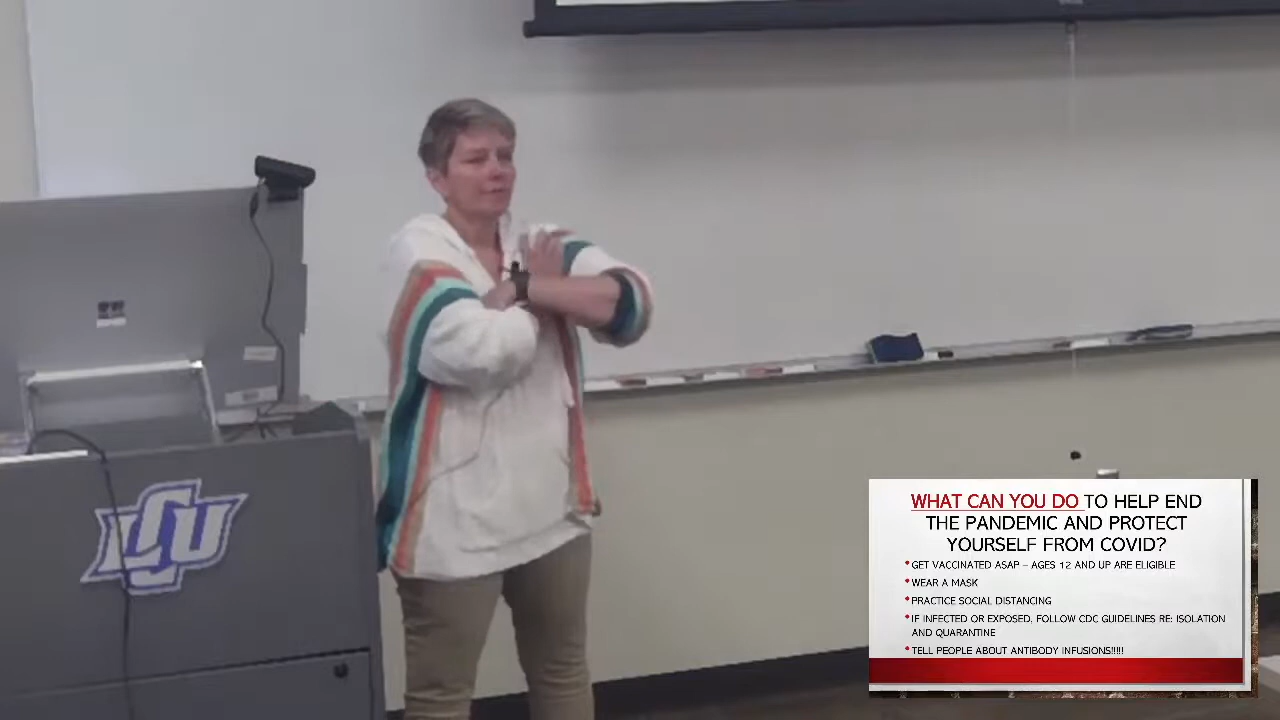 LCU
WHAT CAN YOU DO TO HELP END
THE PANDEMIC AND PROTECT
YOURSELF FROM COVID?
GET VACCINATED ASAP – AGES 12 AND UP ARE ELIGIBLE
WEAR A MASK
PRACTICE SOCIAL DISTANCING
IF INFECTED OR EXPOSED, FOLLOW CDC GUIDELINES RE: ISOLATION
AND QUARANTINE
TELL PEOPLE ABOUT ANTIBODY INFUSIONS!!!!!